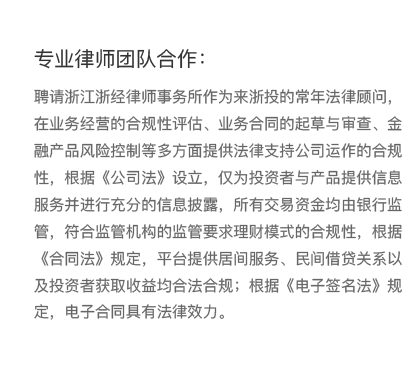 专业律师团队合作：
聘请浙江浙经律师事务所作为来浙投的常年法律顾问，
在业务经营的合规性评估、业务合同的起草与审查、金
融产品风险控制等多方面提供法律支持公司运作的合规
性，根据《公司法》设立，仅为投资者与产品提供信息
服务并进行充分的信息披露，所有交易资金均由银行监
管，符合监管机构的监管要求理财模式的合规性，根据
《合同法》规定，平台提供居间服务、民间借贷关系以
及投资者获取收益均合法合规；根据《电子签名法》规
定，电子合同具有法律效力。